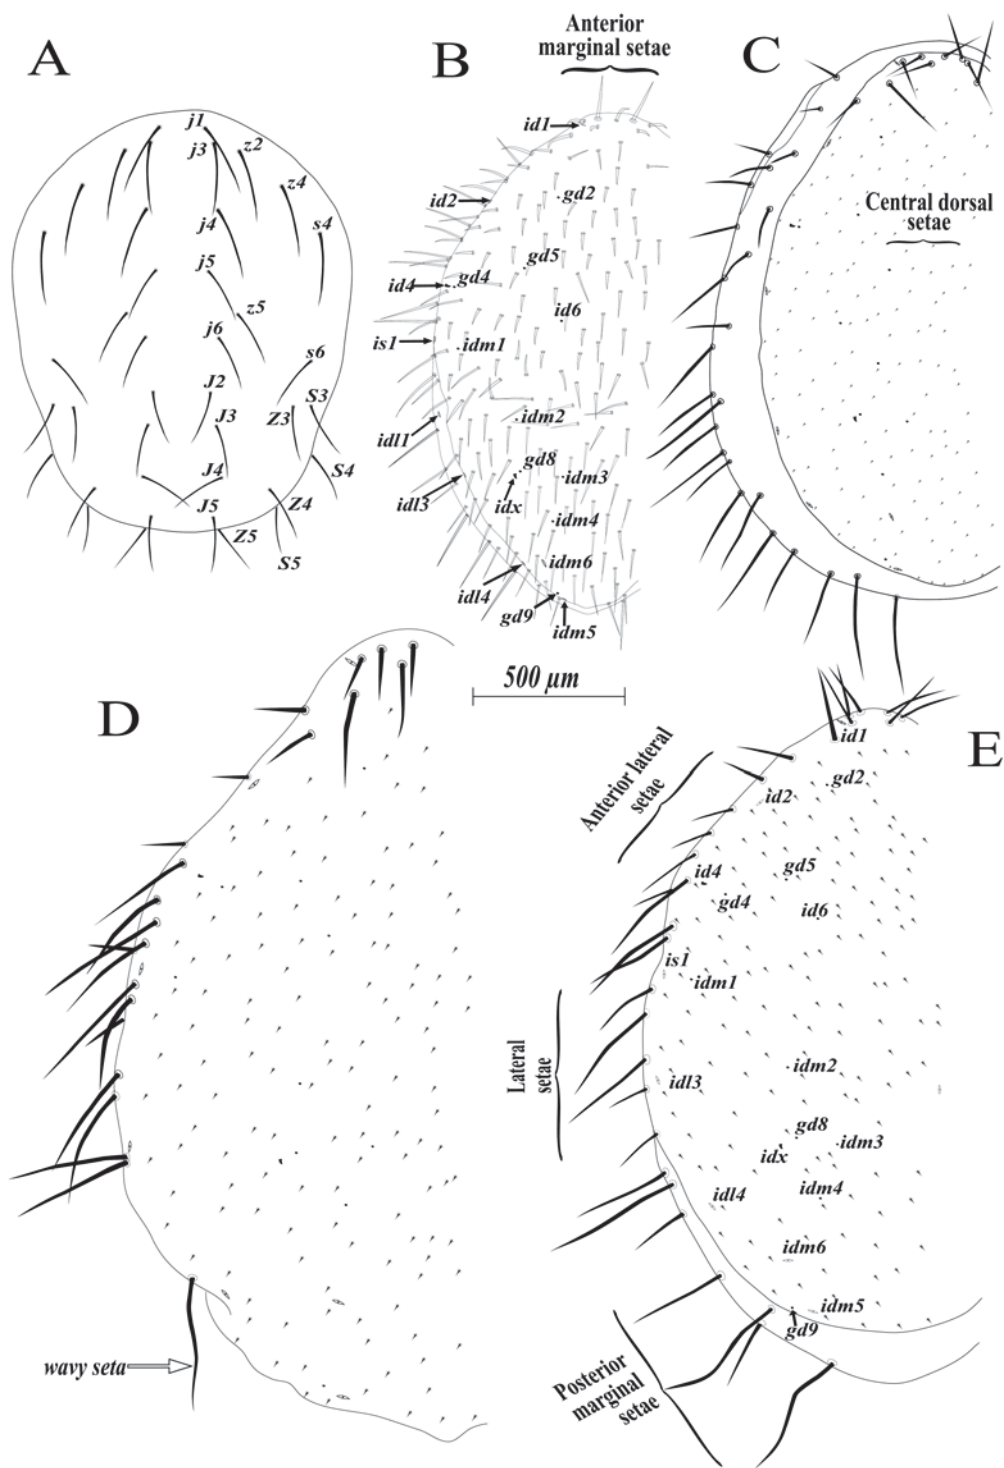 A
j1
j3
z2
z4
j4
s4
j5
z5
j6
s6
J2
S3
J3
Z3
J4
S4
J5
Z4
Z5
S5
B
Anterior
marginal setae
id1
id2
gd2
gd5
id4
gd4
id6
is1
idm1
idm2
idl1
gd8
idm3
idl3
idx
idm4
idm6
idl4
gd9
idm5
500 µm
C
Central dorsal
setae
D
wavy seta
E
Anterior lateral
setae
id1
gd2
id2
gd5
id4
gd4
id6
is1
idm1
Lateral
setae
idm2
idl3
gd8
idm3
idx
idm4
idl4
idm6
idm5
gd9
Posterior
marginal
setae